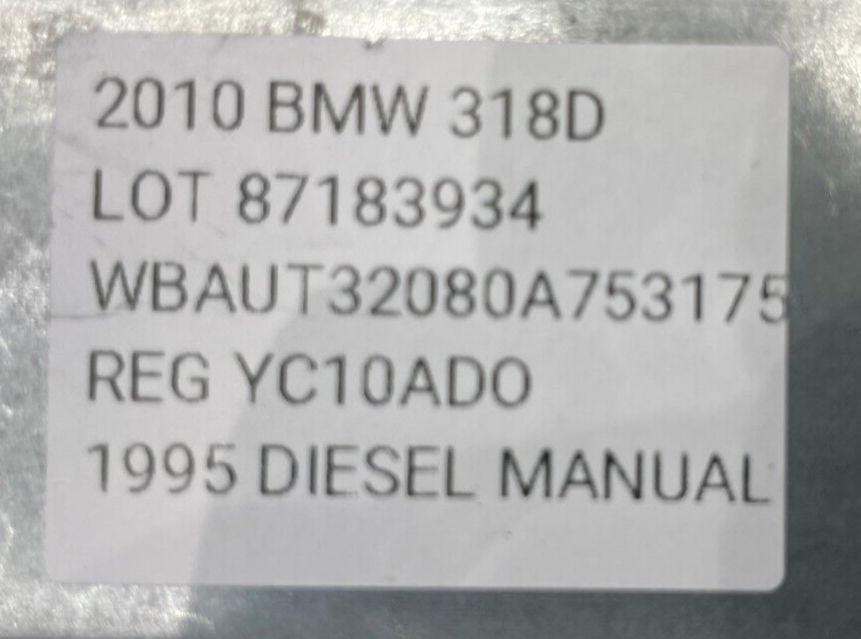 2010 BMW 318D
LOT 87183934
WBAUT32080A753175
REG YC10ADO
1995 DIESEL MANUAL